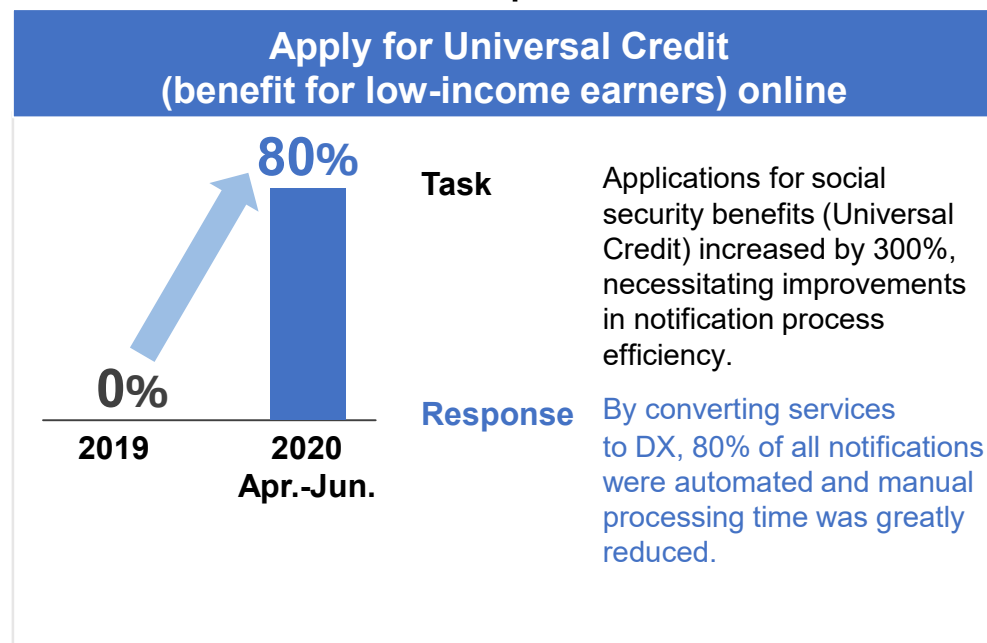 Apply for Universal Credit
(benefit for low-income earners) online
80%
0%
2019
2020
Apr.-Jun.
Task
Applications for social
security benefits (Universal
Credit) increased by 300%,
necessitating improvements
in notification process
efficiency.
Response
By converting services
to DX, 80% of all notifications
were automated and manual
processing time was greatly
reduced.